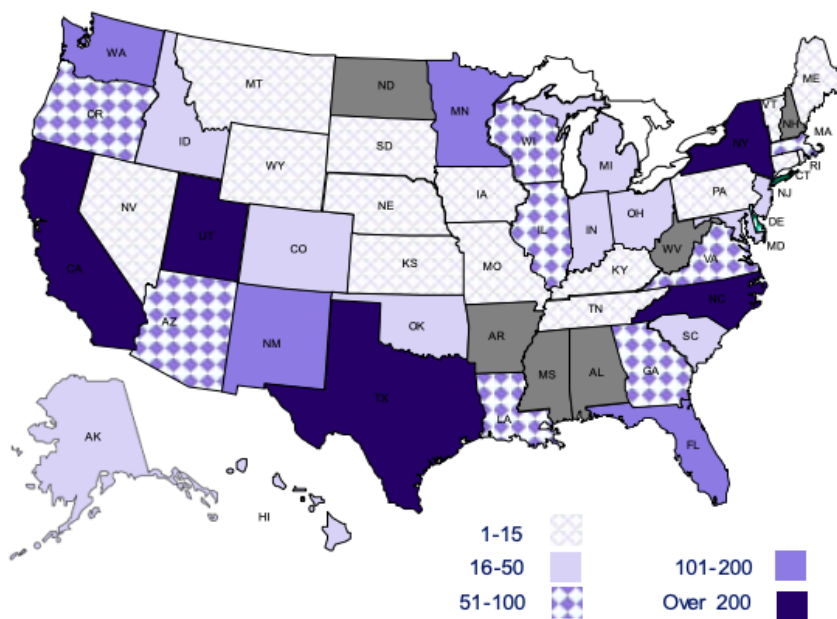 WA
MT
ND
MN
ME
VT
NH
MA
OR
ID
SD
WI
NY
RI
CT
WY
MI
IA
PA
NJ
NV
NE
OH
DE
IL
IN
MD
CA
UT
CO
WV
VA
KS
MO
KY
NC
TN
AZ
NM
OK
AR
SC
MS
AL
GA
TX
LA
AK
FL
HI
1-15
16-50
101-200
51-100
Over 200